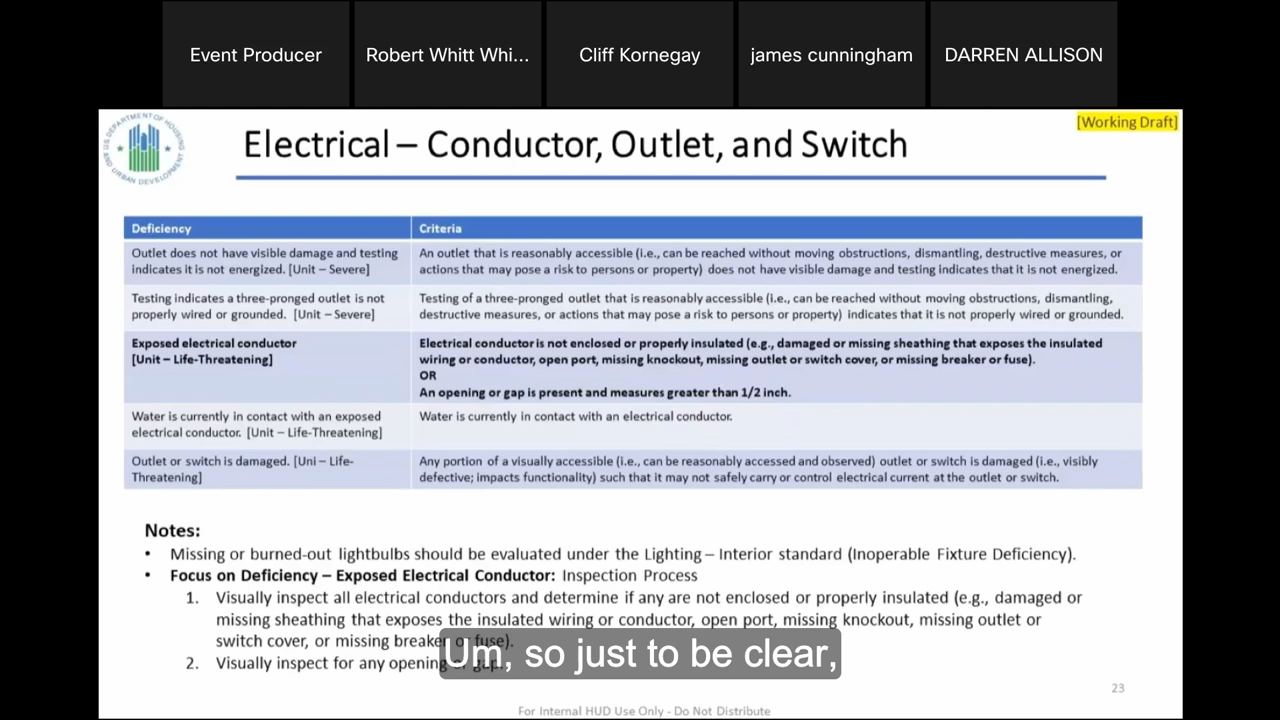 Event Producer
Robert Whitt Whi...
Cliff Kornegay
james cunningham
DARREN ALLISON
U.S. DEPARTMENT OF HOUSING AND URBAN DEVELOPMENT
[Working Draft]
Electrical – Conductor, Outlet, and Switch
Deficiency
Criteria
Outlet does not have visible damage and testing
indicates it is not energized. [Unit – Severe]
An outlet that is reasonably accessible (i.e., can be reached without moving obstructions, dismantling, destructive measures, or
actions that may pose a risk to persons or property) does not have visible damage and testing indicates that it is not energized.
Testing indicates a three-pronged outlet is not
properly wired or grounded. [Unit – Severe]
Testing of a three-pronged outlet that is reasonably accessible (i.e., can be reached without moving obstructions, dismantling,
destructive measures, or actions that may pose a risk to persons or property) indicates that it is not properly wired or grounded.
Exposed electrical conductor
[Unit – Life-Threatening]
Electrical conductor is not enclosed or properly insulated (e.g., damaged or missing sheathing that exposes the insulated
wiring or conductor, open port, missing knockout, missing outlet or switch cover, or missing breaker or fuse).
OR
An opening or gap is present and measures greater than 1/2 inch.
Water is currently in contact with an exposed
electrical conductor. [Unit – Life-Threatening]
Water is currently in contact with an electrical conductor.
Outlet or switch is damaged. [Uni – Life-
Threatening]
Any portion of a visually accessible (i.e., can be reasonably accessed and observed) outlet or switch is damaged (i.e., visibly
defective; impacts functionality) such that it may not safely carry or control electrical current at the outlet or switch.
Notes:
• Missing or burned-out lightbulbs should be evaluated under the Lighting – Interior standard (Inoperable Fixture Deficiency).
• Focus on Deficiency – Exposed Electrical Conductor: Inspection Process
1. Visually inspect all electrical conductors and determine if any are not enclosed or properly insulated (e.g., damaged or
missing sheathing that exposes the insulated wiring or conductor, open port, missing knockout, missing outlet or
switch cover, or missing breaker or fuse).
2. Visually inspect for any opening or gap.
Um, so just to be clear,
23
For Internal HUD Use Only - Do Not Distribute